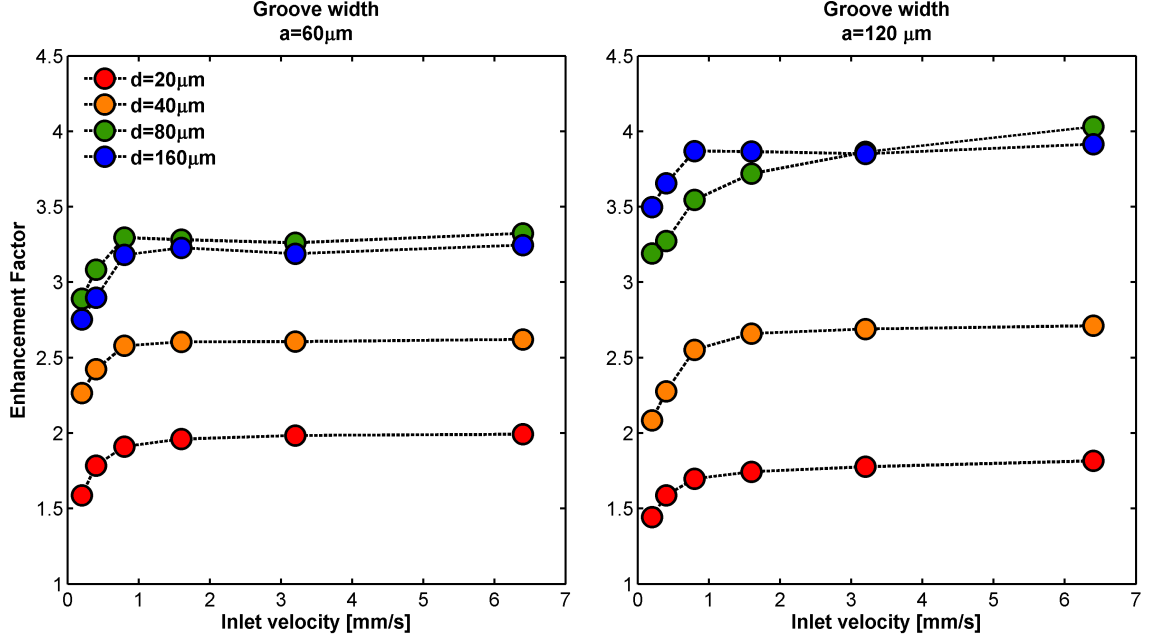 Groove width
a=60μm
4.5
4
3.5
3
2.5
2
1.5
1
0 1 2 3 4 5 6 7
d=20μm
d=40μm
d=80μm
d=160μm
Enhancement Factor
Inlet velocity [mm/s]
Groove width
a=120 μm
4.5
4
3.5
3
2.5
2
1.5
1
0 1 2 3 4 5 6 7
Inlet velocity [mm/s]